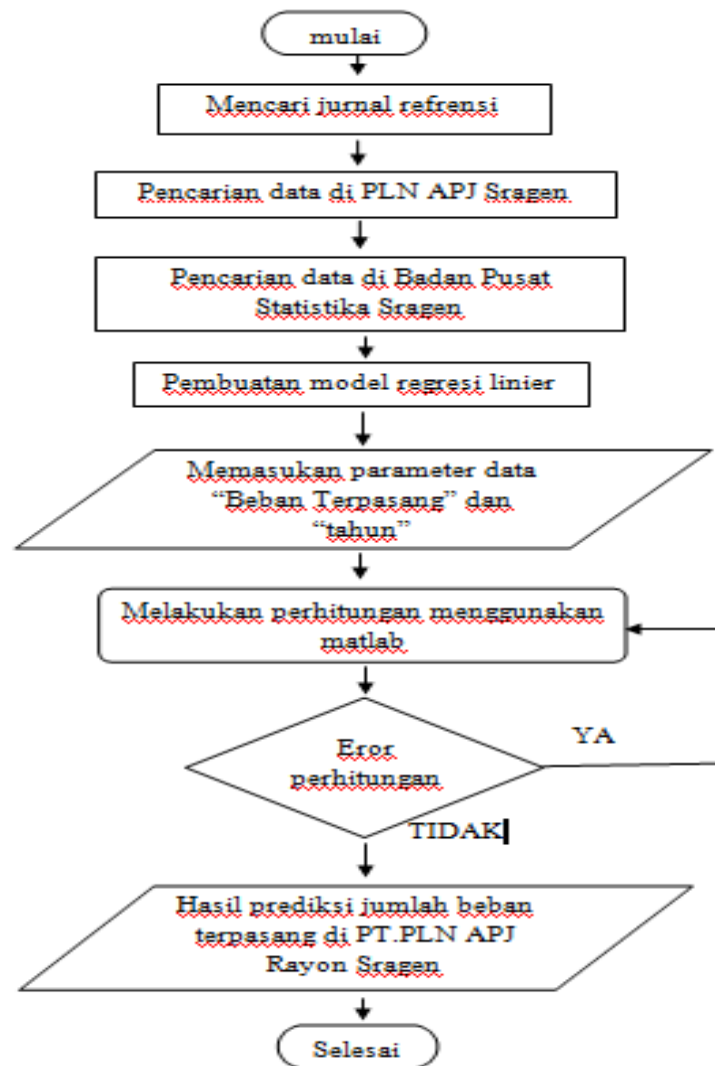 mulai
Mencari jurnal refrensi
Pencarian data di PLN APJ Sragen
Pencarian data di Badan Pusat
Statistika Sragen
Pembuatan model regresi linier
Memasukan parameter data
“Beban Terpasang” dan
“tahun”
Melakukan perhitungan menggunakan
matlab
Eror
perhitungan
YA
TIDAK
Hasil prediksi jumlah beban
terpasang di PT.PLN APJ
Rayon Sragen
Selesai